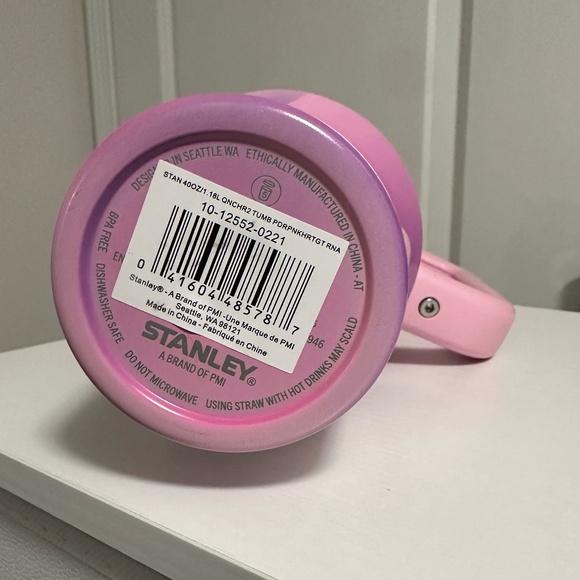 DESIGNED IN SEATTLE, WA ETHICALLY MANUFACTURED IN CHINA - AT
STAN 40OZ/1.18L QNCHR2 TUMB PDRPNKHRTGT RNA
10-12552-0221
0 41604 48578 7
Stanley® - A Brand of PMI -Une Marque de PMI
Seattle, WA 98121
Made in China - Fabriqué en Chine
EN
946
STANLEY®
A BRAND OF PMI
BPA FREE
DISHWASHER SAFE
DO NOT MICROWAVE
USING STRAW WITH HOT DRINKS MAY SCALD